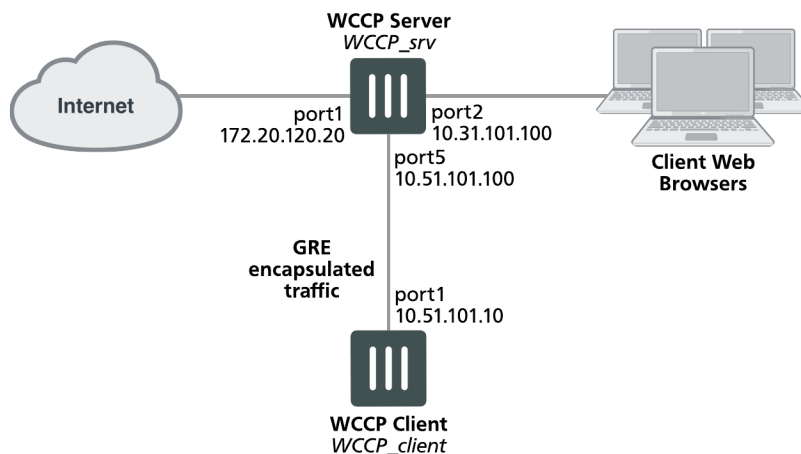 WCCP Server
WCCP_srv
Internet
port1
172.20.120.20
port2
10.31.101.100
port5
10.51.101.100
Client Web
Browsers
GRE
encapsulated
traffic
port1
10.51.101.10
WCCP Client
WCCP_client